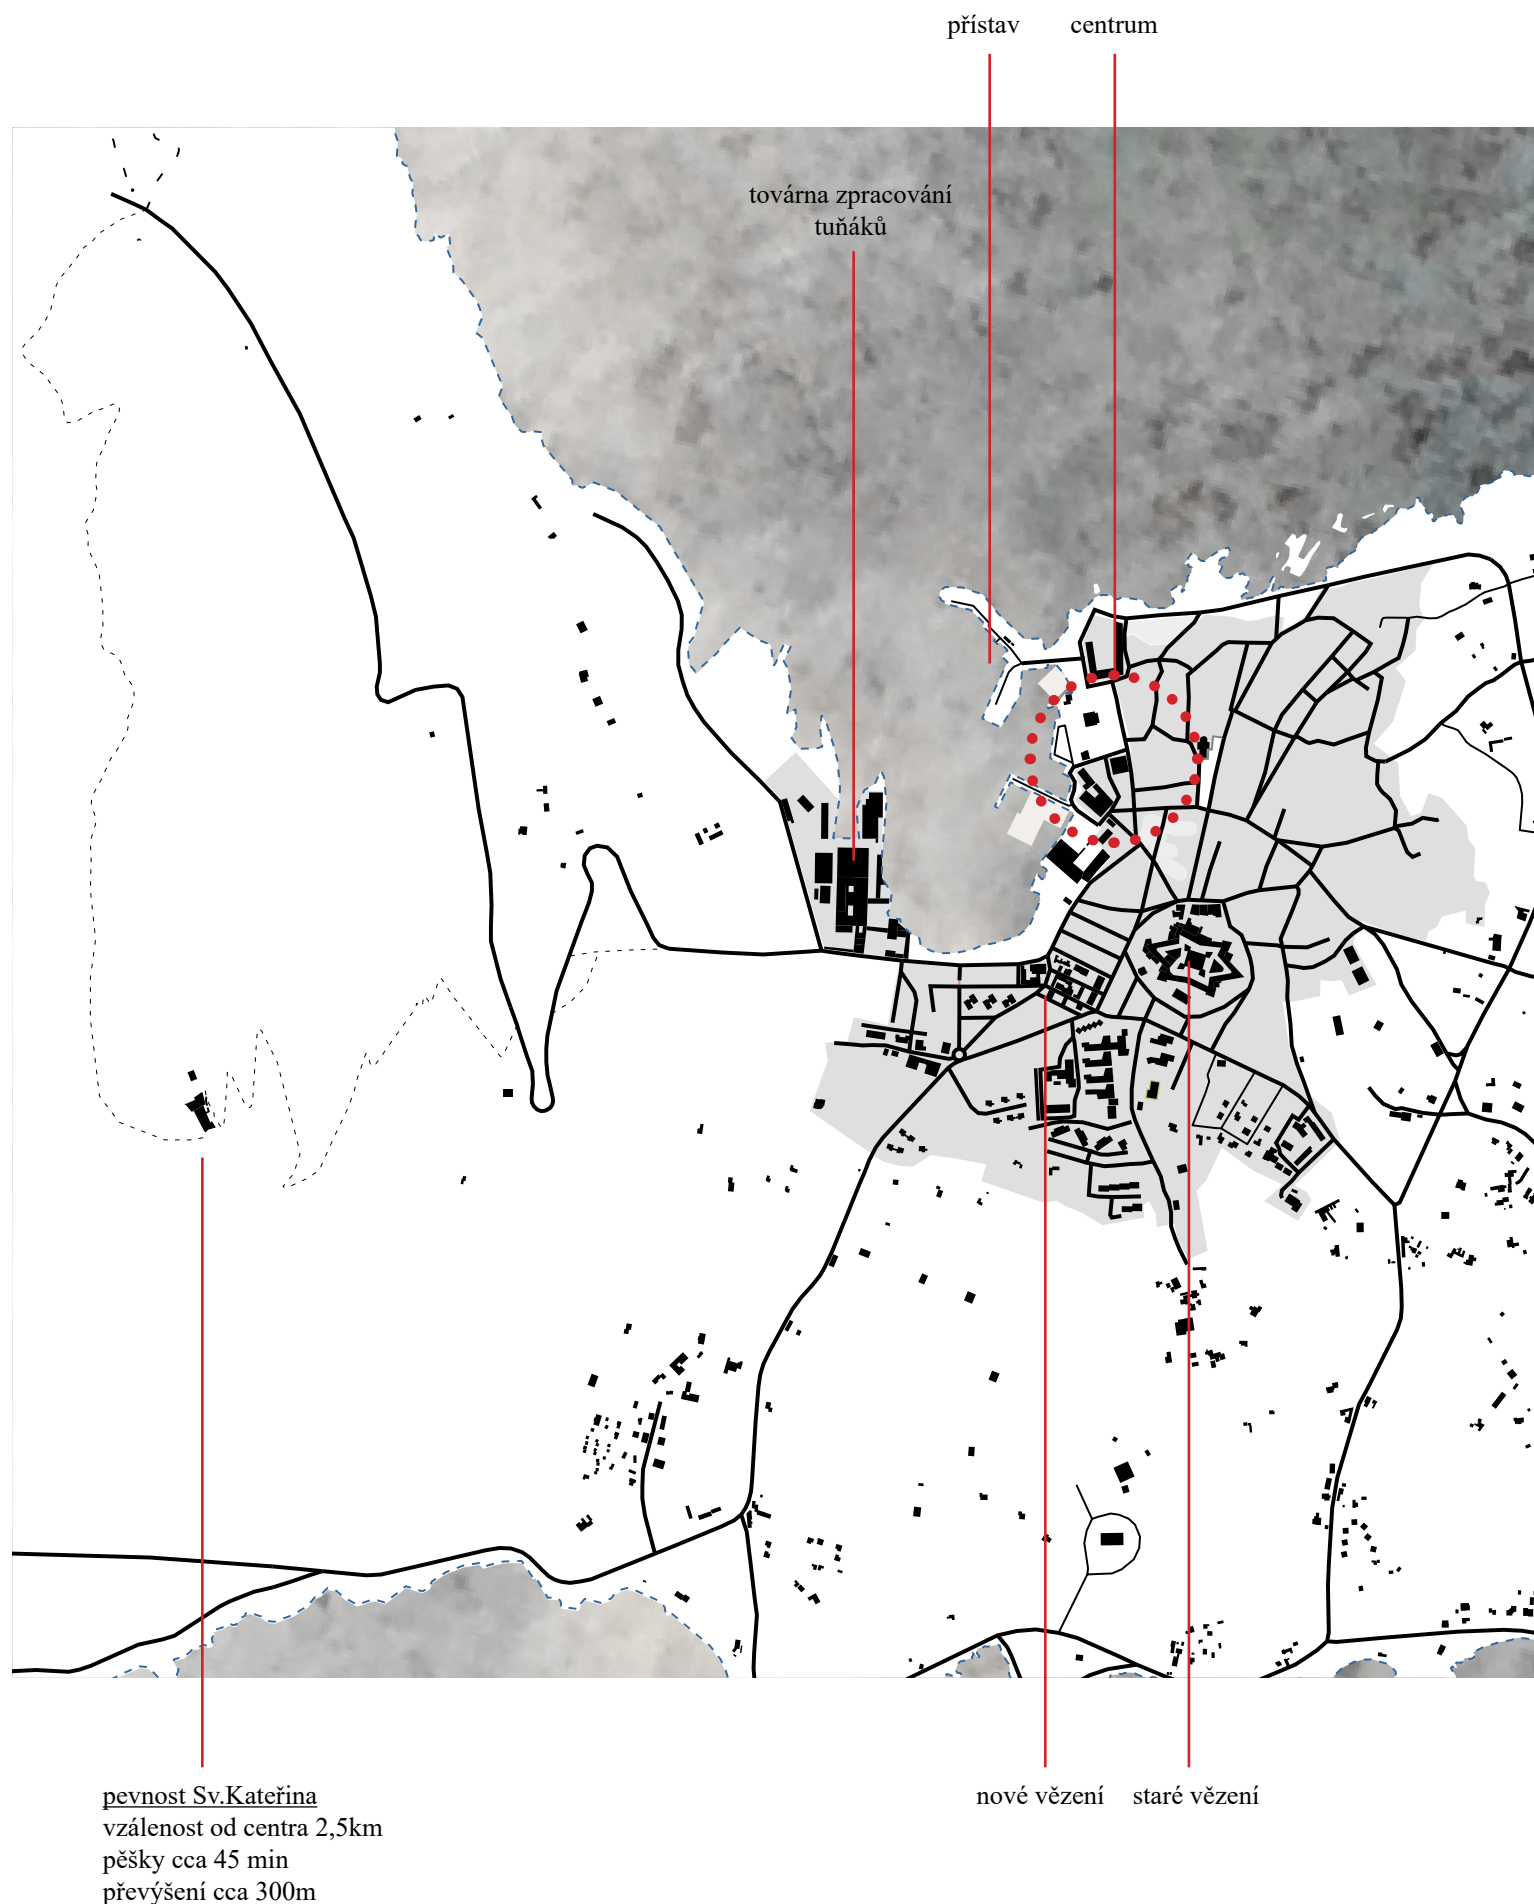 přístav
centrum
továrna zpracování
tuňáků
nové vězení
staré vězení
pevnost Sv.Kateřina
vzálenost od centra 2,5km
pěšky cca 45 min
převýšení cca 300m